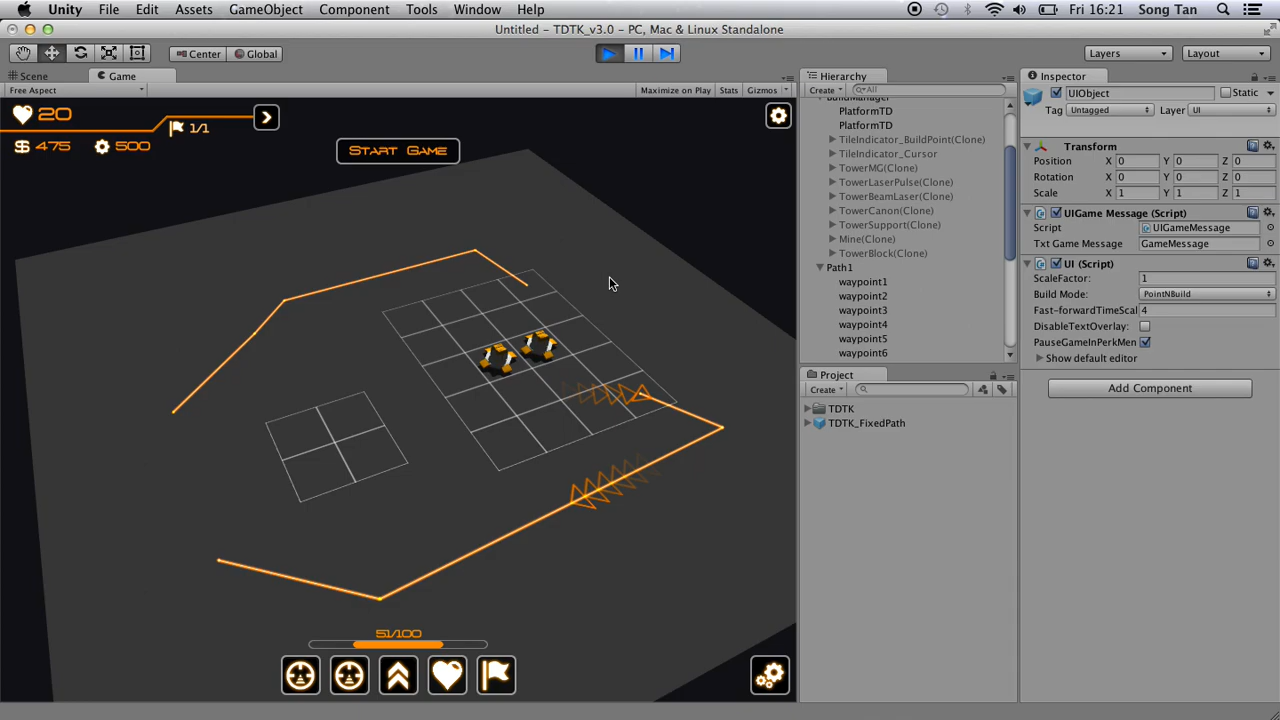 Unity File Edit Assets GameObject Component Tools Window Help Fri 16:21 Song Tan
Untitled - TDTK_v3.0 - PC, Mac & Linux Standalone
Center Global Layers Layout
Scene Game
Free Aspect Maximize on Play Stats Gizmos
20
1/1
$ 475 500
START GAME
51/100
Hierarchy
Create All
BuildManager
PlatformTD
PlatformTD
TileIndicator_BuildPoint(Clone)
TileIndicator_Cursor
TowerMG(Clone)
TowerLaserPulse(Clone)
TowerBeamLaser(Clone)
TowerCanon(Clone)
TowerSupport(Clone)
Mine(Clone)
TowerBlock(Clone)
Path1
waypoint1
waypoint2
waypoint3
waypoint4
waypoint5
waypoint6
Project
Create
TDTK
TDTK_FixedPath
Inspector
UIObject Static
Tag Untagged Layer UI
Transform
Position X 0 Y 0 Z 0
Rotation X 0 Y 0 Z 0
Scale X 1 Y 1 Z 1
UIGame Message (Script)
Script UIGameMessage
Txt Game Message GameMessage
UI (Script)
ScaleFactor: 1
Build Mode: PointNBuild
Fast-forwardTimeScal 4
DisableTextOverlay:
PauseGameInPerkMen
Show default editor
Add Component